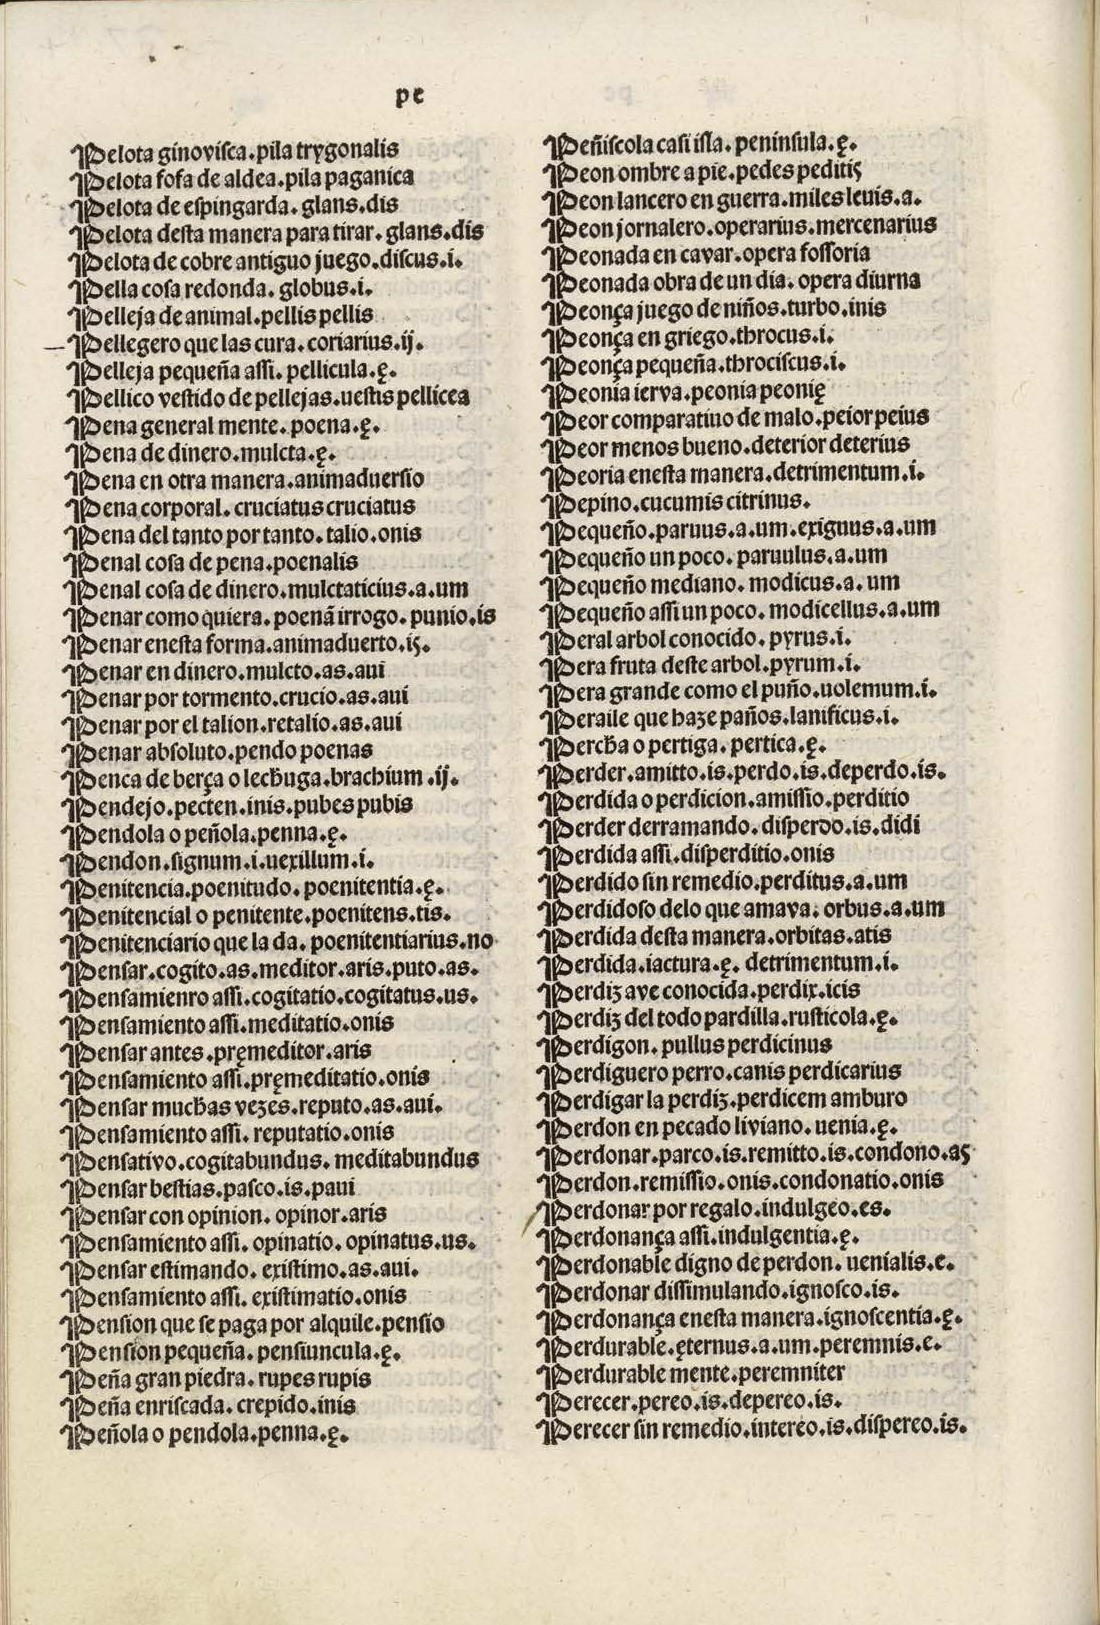 pe
Pelota ginovisca.pila trygonalis
Pelota fofa de aldea.pila paganica
Pelota de espingarda.glans.dis
Pelota desta manera para tirar.glans.dis
Pelota de cobre antiguo juego.discus.i.
Pella cosa redonda.globus.i.
Pelleja de animal.pellis pellis
Pellegero que las cura.coriarius.ij.
Pelleja pequeña assi.pellicula.ę.
Pellico vestido de pellejas.uestis pellicea
Pena general mente.poena.ę.
Pena de dinero.mulcta.ę.
Pena en otra manera.animaduersio
Pena corporal.cruciatus cruciatus
Pena del tanto por tanto.talio.onis
Penal cosa de pena.poenalis
Penal cosa de dinero.mulctaticius.a.um
Penar como quiera.poenã irrogo.punio.is
Penar enesta forma.animaduerto.is.
Penar en dinero.mulcto.as.aui
Penar por tormento.crucio.as.aui
Penar por el talion.retalio.as.aui
Penar absoluto.pendo poenas
Penca de berça o lechuga.brachium.ij.
Pendejo.pecten.inis.pubes pubis
Pendola o peñola.penna.ę.
Pendon.signum.i.uexillum.i.
Penitencia.poenitudo.poenitentia.ę.
Penitencial o penitente.poenitens.tis.
Penitenciario que la da.poenitentiarius.no
Pensar.cogito.as.meditor.aris.puto.as.
Pensamienro assi.cogitatio.cogitatus.us.
Pensamiento assi.meditatio.onis
Pensar antes.pręmeditor.aris
Pensamiento assi.pręmeditatio.onis
Pensar muchas vezes.reputo.as.aui.
Pensamiento assi.reputatio.onis
Pensativo.cogitabundus.meditabundus
Pensar bestias.pasco.is.paui
Pensar con opinion.opinor.aris
Pensamiento assi.opinatio.opinatus.us.
Pensar estimando.existimo.as.aui.
Pensamiento assi.existimatio.onis
Pension que se paga por alquile.pensio
Pension pequeña.pensiuncula.ę.
Peña gran piedra.rupes rupis
Peña enriscada.crepido.inis
Peñola o pendola.penna.ę.
Peñiscola casi isla.peninsula.ę.
Peon ombre a pie.pedes peditis
Peon lancero en guerra.miles leuis.a.
Peon jornalero.operarius.mercenarius
Peonada en cavar.opera fossoria
Peonada obra de un dia.opera diurna
Peonça juego de niños.turbo.inis
Peonça en griego.throcus.i.
Peonça pequeña.throciscus.i.
Peonia ierva.peonia peonię
Peor comparativo de malo.peior peius
Peor menos bueno.deterior deterius
Peoria enesta manera.detrimentum.i.
Pepino.cucumis citrinus.
Pequeño.paruus.a.um.exiguus.a.um
Pequeño un poco.paruulus.a.um
Pequeño mediano.modicus.a.um
Pequeño assi un poco.modicellus.a.um
Peral arbol conocido.pyrus.i.
Pera fruta deste arbol.pyrum.i.
Pera grande como el puño.uolemum.i.
Peraile que haze paños.lanificus.i.
Percha o pertiga.pertica.ę.
Perder.amitto.is.perdo.is.deperdo.is.
Perdida o perdicion.amissio.perditio
Perder derramando.disperdo.is.didi
Perdida assi.disperditio.onis
Perdido sin remedio.perditus.a.um
Perdidoso delo que amava.orbus.a.um
Perdida desta manera.orbitas.atis
Perdida.iactura.ę.detrimentum.i.
Perdiz ave conocida.perdix.icis
Perdiz del todo pardilla.rusticola.ę.
Perdigon.pullus perdicinus
Perdiguero perro.canis perdicarius
Perdigar la perdiz.perdicem amburo
Perdon en pecado liviano.uenia.ę.
Perdonar.parco.is.remitto.is.condono.as
Perdon.remissio.onis.condonatio.onis
Perdonar por regalo.indulgeo.es.
Perdonança assi.indulgentia.ę.
Perdonable digno de perdon.uenialis.e.
Perdonar dissimulando.ignosco.is.
Perdonança enesta manera.ignoscentia.ę.
Perdurable.ęternus.a.um.peremnis.e.
Perdurable mente.peremniter
Perecer.pereo.is.depereo.is.
Perecer sin remedio.intereo.is.dispereo.is.